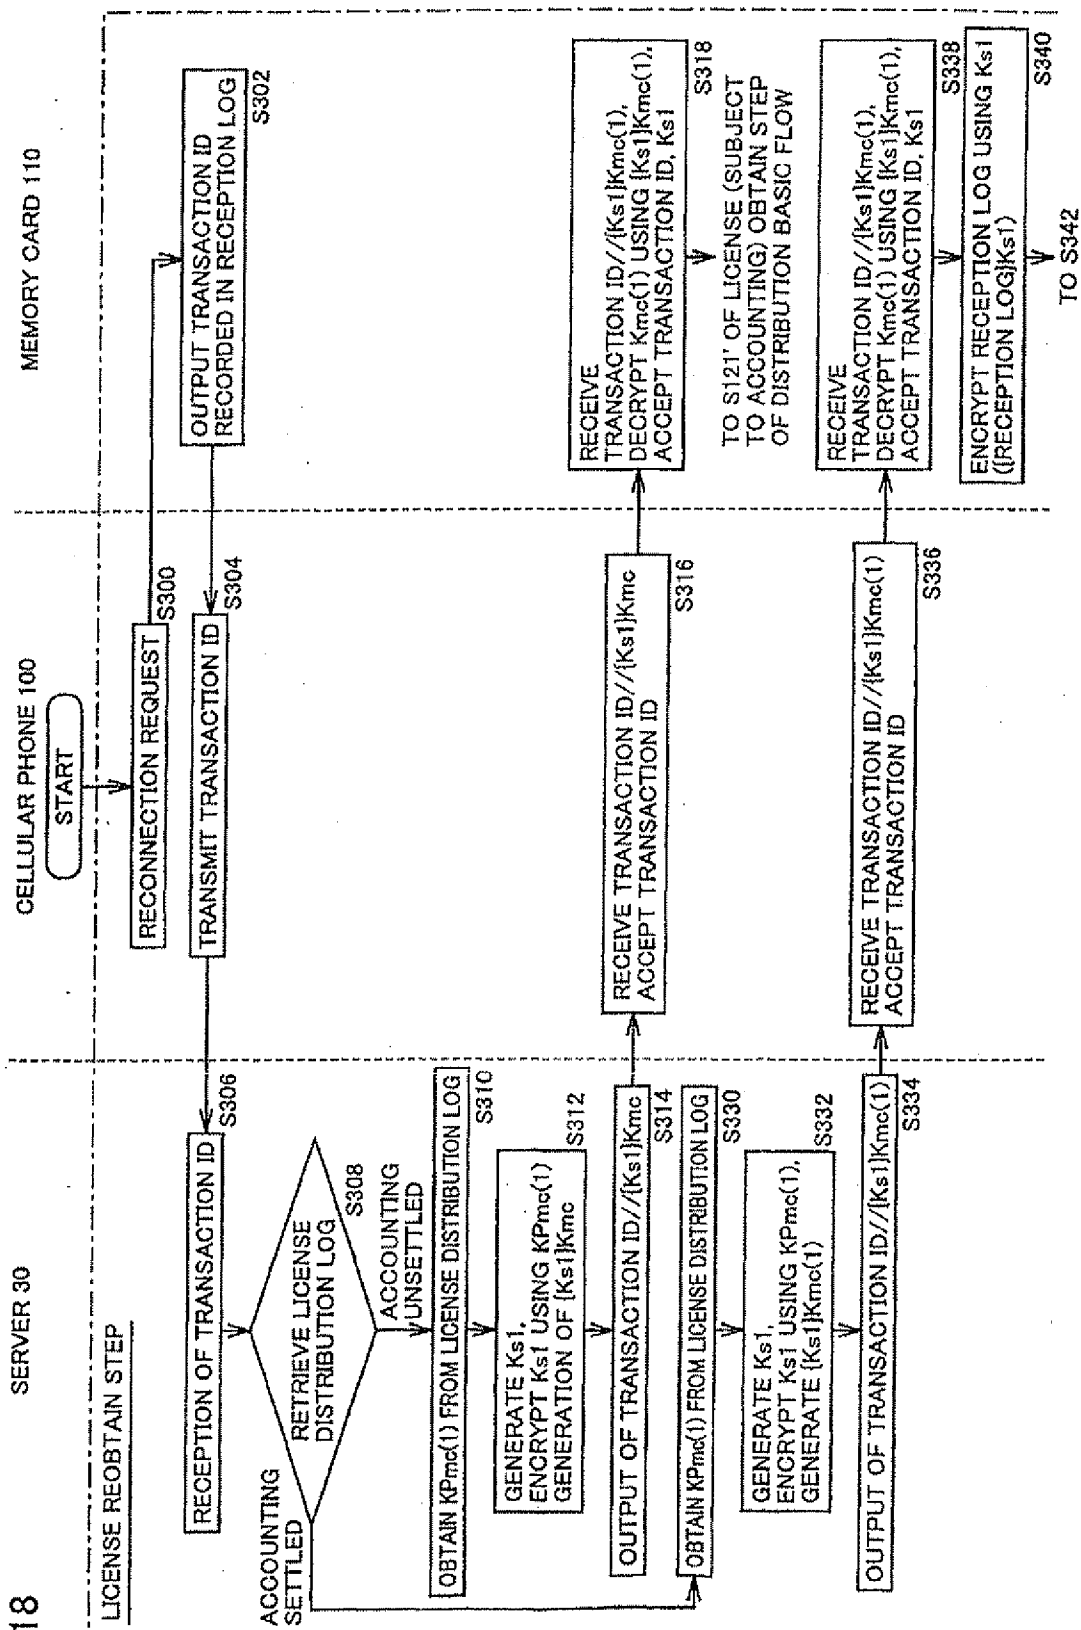 18
SERVER 30
CELLULAR PHONE 100
MEMORY CARD 110
START
LICENSE REOBTAIN STEP
RECONNECTION REQUEST
S300
OUTPUT TRANSACTION ID
RECORDED IN RECEPTION LOG
S302
TRANSMIT TRANSACTION ID
S304
RECEPTION OF TRANSACTION ID
S306
RETRIEVE LICENSE
DISTRIBUTION LOG
S308
ACCOUNTING
SETTLED
ACCOUNTING
UNSETTLED
OBTAIN KPmc(1) FROM LICENSE DISTRIBUTION LOG
S310
GENERATE Ks1,
ENCRYPT Ks1 USING KPmc(1)
GENERATION OF {Ks1}Kmc
S312
OUTPUT OF TRANSACTION ID//{Ks1}Kmc
S314
RECEIVE TRANSACTION ID//{Ks1}Kmc
ACCEPT TRANSACTION ID
S316
RECEIVE
TRANSACTION ID//{Ks1}Kmc(1),
DECRYPT Kmc(1) USING {Ks1}Kmc(1),
ACCEPT TRANSACTION ID, Ks1
S318
TO S121' OF LICENSE (SUBJECT
TO ACCOUNTING) OBTAIN STEP
OF DISTRIBUTION BASIC FLOW
OBTAIN KPmc(1) FROM LICENSE DISTRIBUTION LOG
S330
GENERATE Ks1,
ENCRYPT Ks1 USING KPmc(1),
GENERATE {Ks1}Kmc(1)
S332
OUTPUT OF TRANSACTION ID//{Ks1}Kmc(1)
S334
RECEIVE TRANSACTION ID//{Ks1}Kmc(1)
ACCEPT TRANSACTION ID
S336
RECEIVE
TRANSACTION ID//{Ks1}Kmc(1),
DECRYPT Kmc(1) USING {Ks1}Kmc(1),
ACCEPT TRANSACTION ID, Ks1
S338
ENCRYPT RECEPTION LOG USING Ks1
({RECEPTION LOG}Ks1)
S340
TO S342